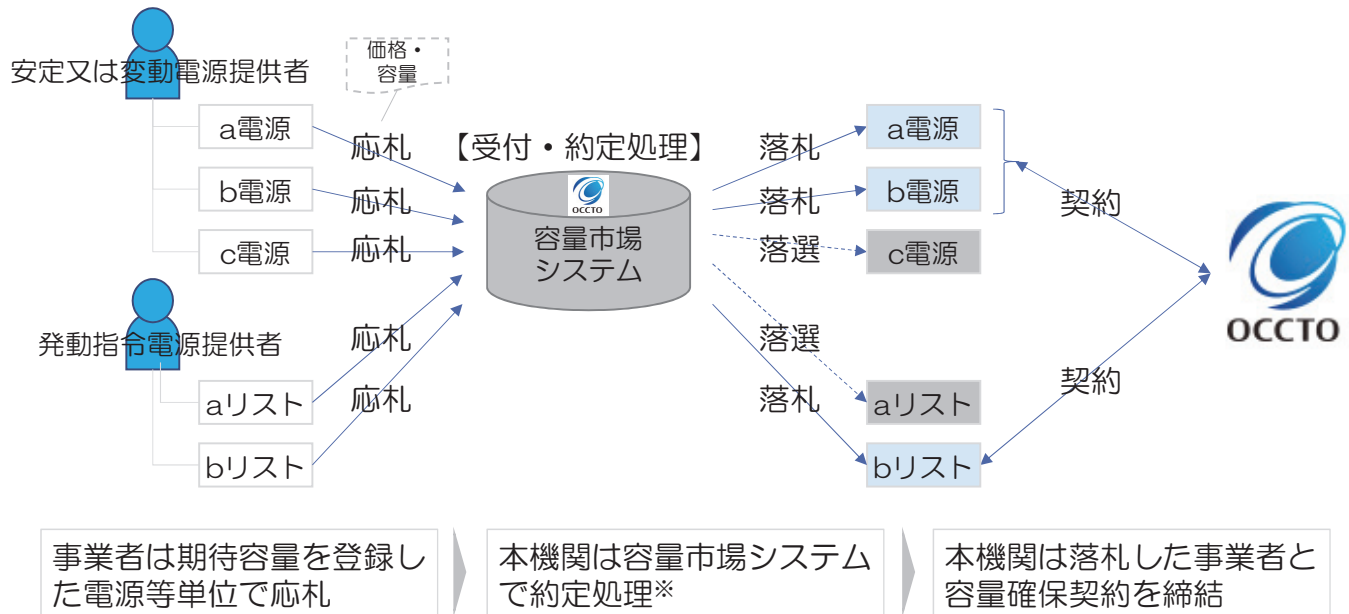 価格・
容量
安定又は変動電源提供者
a電源
b電源
c電源
応札
応札
応札
発動指令電源提供者
aリスト
bリスト
応札
応札
【受付・約定処理】
OCCTO
容量市場
システム
落札
落札
落選
落選
落札
a電源
b電源
c電源
aリスト
bリスト
契約
契約
OCCTO
事業者は期待容量を登録し
た電源等単位で応札
本機関は容量市場システム
で約定処理※
本機関は落札した事業者と
容量確保契約を締結